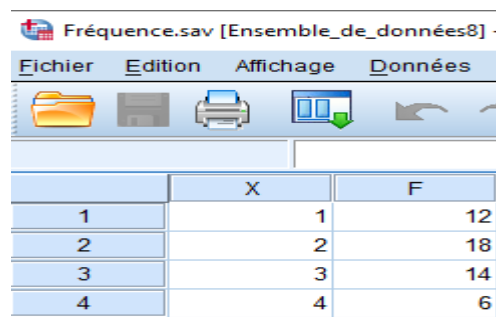 Fréquence.sav [Ensemble_de_données8] -
Fichier Edition Affichage Données
X F
1 1 12
2 2 18
3 3 14
4 4 6